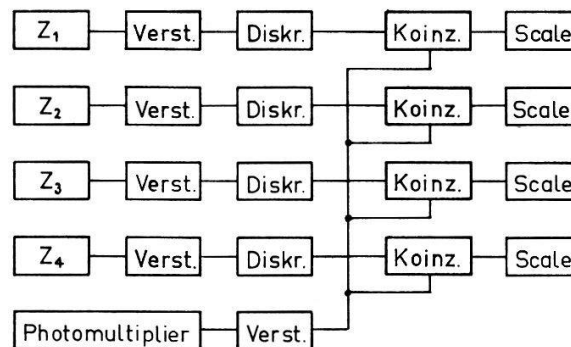 Z₁ Verst. Diskr. Koinz. Scale
Z₂ Verst. Diskr. Koinz. Scale
Z₃ Verst. Diskr. Koinz. Scale
Z₄ Verst. Diskr. Koinz. Scale
Photomultiplier Verst.